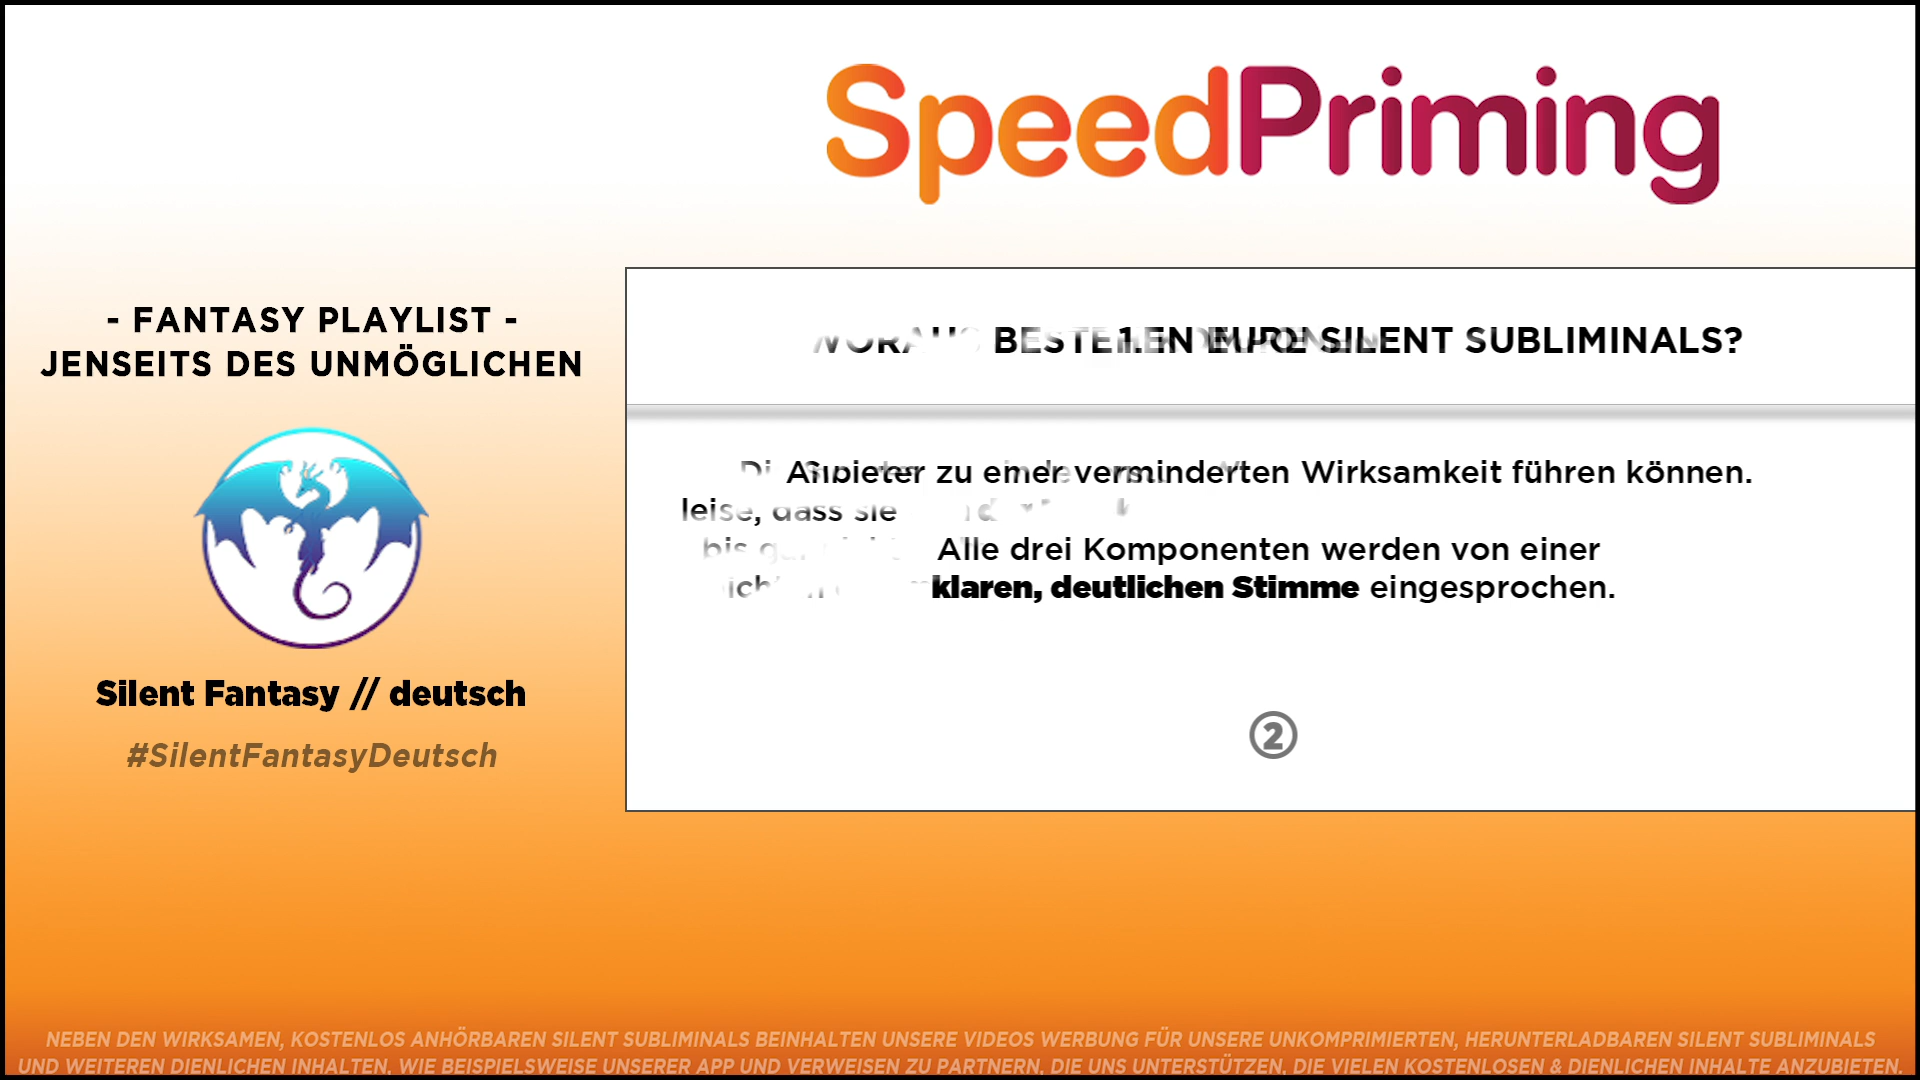 SpeedPriming
- FANTASY PLAYLIST -
JENSEITS DES UNMÖGLICHEN
Silent Fantasy // deutsch
#SilentFantasyDeutsch
SILENT SUBLIMINALS?
zu einer verminderten Wirksamkeit führen können.
leise, dass sie
Alle drei Komponenten werden von einer
klaren, deutlichen Stimme eingesprochen.
2
NEBEN DEN WIRKSAMEN, KOSTENLOS ANHÖRBAREN SILENT SUBLIMINALS BEINHALTEN UNSERE VIDEOS WERBUNG FÜR UNSERE UNKOMPRIMIERTEN, HERUNTERLADBAREN SILENT SUBLIMINALS
UND WEITEREN DIENLICHEN INHALTEN, WIE BEISPIELSWEISE UNSERER APP UND VERWEISEN ZU PARTNERN, DIE UNS UNTERSTÜTZEN, DIE VIELEN KOSTENLOSEN & DIENLICHEN INHALTE ANZUBIETEN.